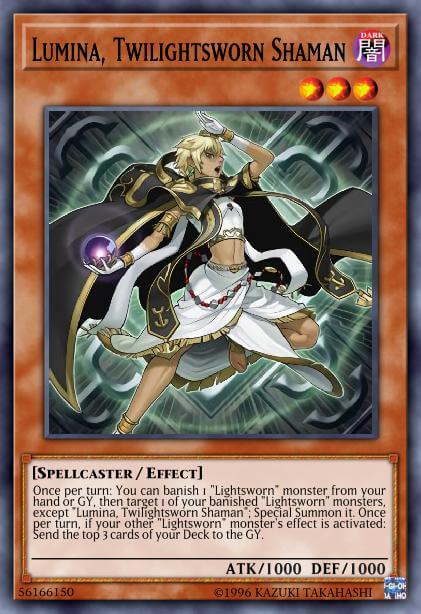 Lumina, Twilightsworn Shaman
DARK
闇
[Spellcaster / Effect]
Once per turn: You can banish 1 "Lightsworn" monster from your
hand or GY, then target 1 of your banished "Lightsworn" monsters,
except "Lumina, Twilightsworn Shaman"; Special Summon it. Once
per turn, if your other "Lightsworn" monster's effect is activated:
Send the top 3 cards of your Deck to the GY.
ATK/1000 DEF/1000
56166150
©1996 KAZUKI TAKAHASHI